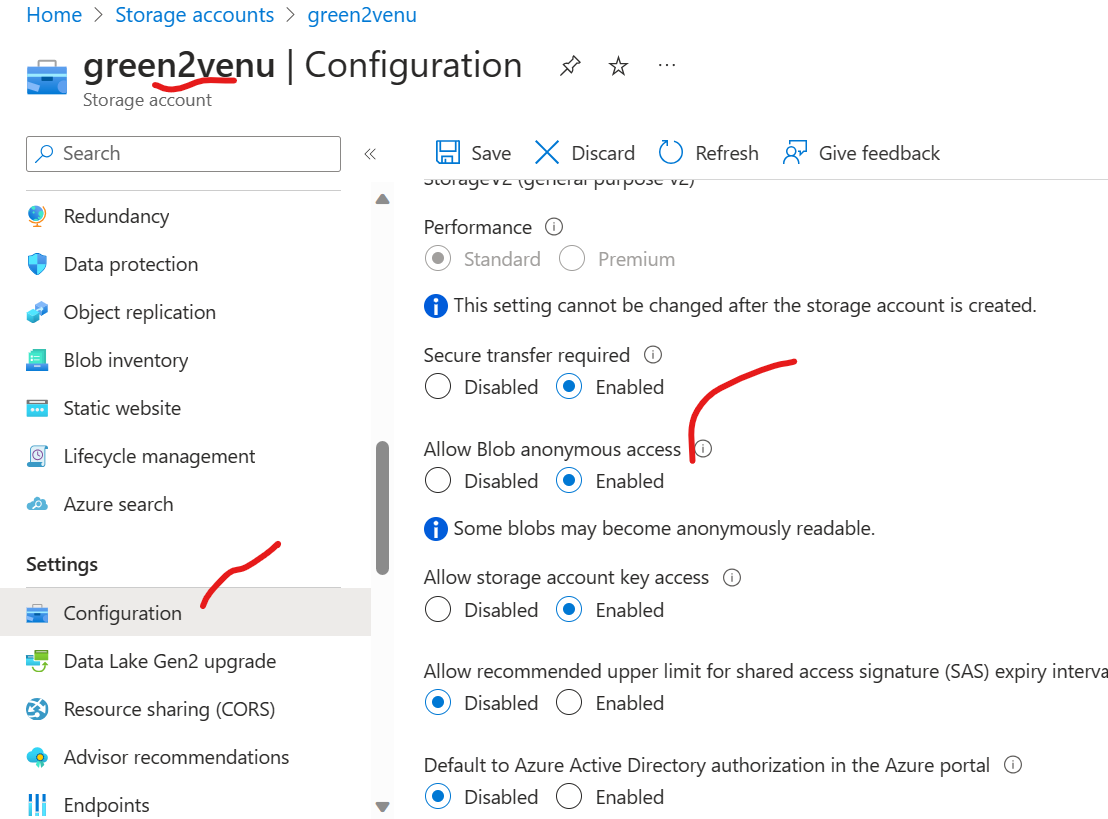 Home > Storage accounts > green2venu
green2venu | Configuration
Storage account
Search
«
Save
Discard
Refresh
Give feedback
Redundancy
Data protection
Object replication
Blob inventory
Static website
Lifecycle management
Azure search
Settings
Configuration
Data Lake Gen2 upgrade
Resource sharing (CORS)
Advisor recommendations
Endpoints
StorageV2 (general purpose v2)
Performance
Standard Premium
This setting cannot be changed after the storage account is created.
Secure transfer required
Disabled Enabled
Allow Blob anonymous access
Disabled Enabled
Some blobs may become anonymously readable.
Allow storage account key access
Disabled Enabled
Allow recommended upper limit for shared access signature (SAS) expiry interva
Disabled Enabled
Default to Azure Active Directory authorization in the Azure portal
Disabled Enabled